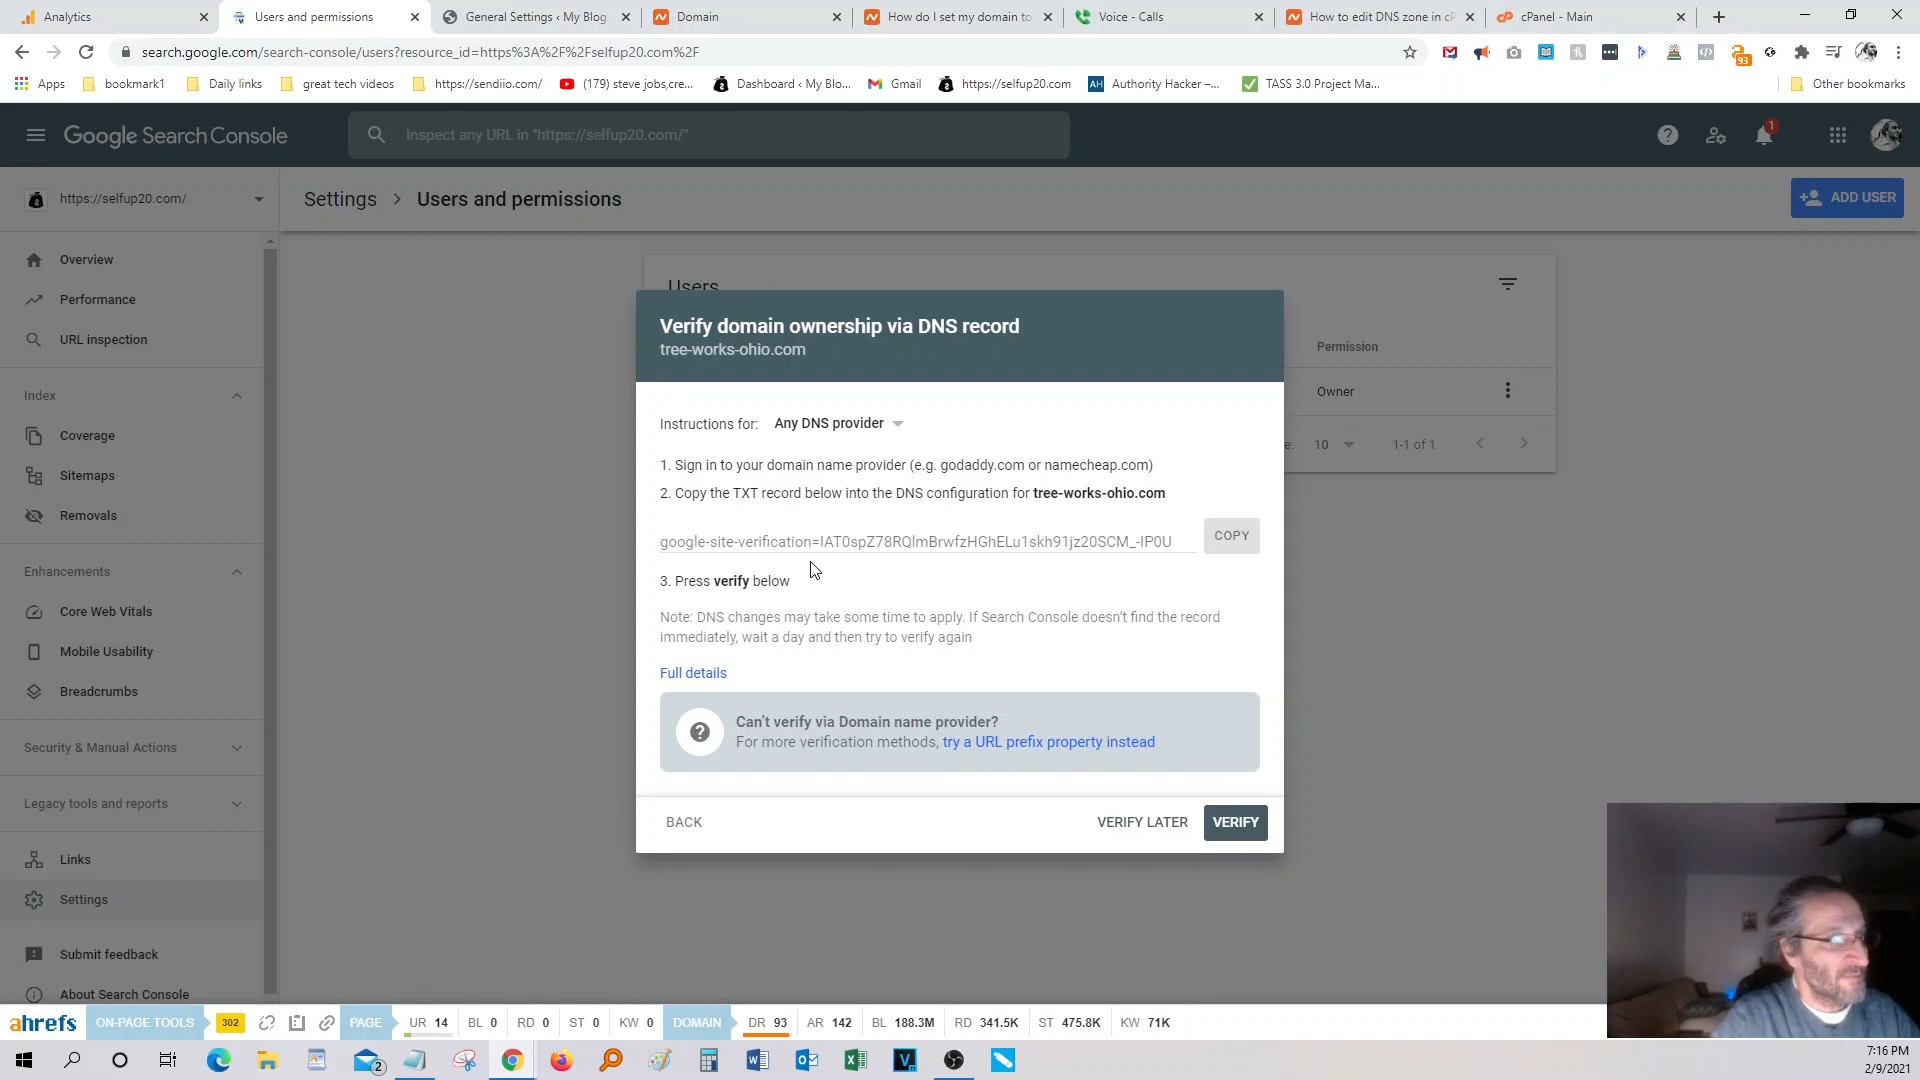 Analytics
Users and permissions
General Settings ‹ My Blog
Domain
How do I set my domain to
Voice - Calls
How to edit DNS zone in cP
cPanel - Main
search.google.com/search-console/users?resource_id=https%3A%2F%2Fselfup20.com%2F
93
Apps
bookmark1
Daily links
great tech videos
https://sendiio.com/
(179) steve jobs,cre...
Dashboard ‹ My Blo...
Gmail
https://selfup20.com
AH Authority Hacker –...
TASS 3.0 Project Ma...
Other bookmarks
Google Search Console
Inspect any URL in "https://selfup20.com/"
1
https://selfup20.com/
Settings > Users and permissions
ADD USER
Overview
Performance
URL inspection
Index
Coverage
Sitemaps
Removals
Enhancements
Core Web Vitals
Mobile Usability
Breadcrumbs
Security & Manual Actions
Legacy tools and reports
Links
Settings
Submit feedback
About Search Console
Users
Permission
Owner
10
1-1 of 1
Verify domain ownership via DNS record
tree-works-ohio.com
Instructions for: Any DNS provider
1. Sign in to your domain name provider (e.g. godaddy.com or namecheap.com)
2. Copy the TXT record below into the DNS configuration for tree-works-ohio.com
google-site-verification=IAT0spZ78RQlmBrwfzHGhELu1skh91jz20SCM_-IP0U
COPY
3. Press verify below
Note: DNS changes may take some time to apply. If Search Console doesn't find the record
immediately, wait a day and then try to verify again
Full details
Can't verify via Domain name provider?
For more verification methods, try a URL prefix property instead
BACK
VERIFY LATER
VERIFY
ahrefs ON-PAGE TOOLS 302 PAGE UR 14 BL 0 RD 0 ST 0 KW 0 DOMAIN DR 93 AR 142 BL 188.3M RD 341.5K ST 475.8K KW 71K
2
7:16 PM
2/9/2021